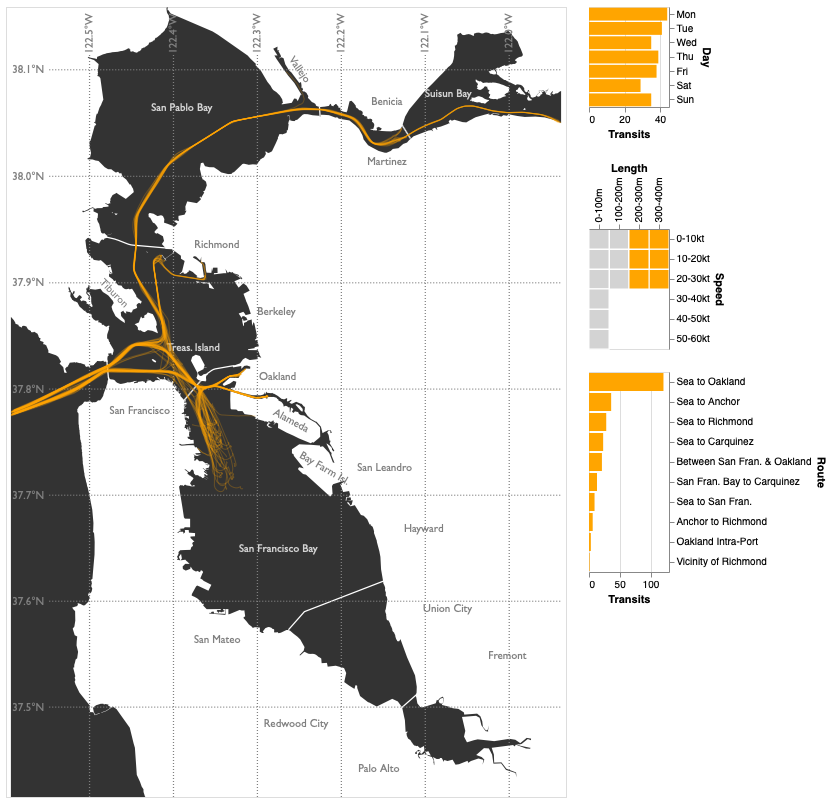 122.5°W
122.4°W
122.3°W
122.2°W
122.1°W
122.0°W
38.1°N
38.0°N
37.9°N
37.8°N
37.7°N
37.6°N
37.5°N
Vallejo
San Pablo Bay
Benicia
Suisun Bay
Martinez
Richmond
Tiburon
Berkeley
Treas. Island
Oakland
San Francisco
Alameda
Bay Farm Isl.
San Leandro
Hayward
San Francisco Bay
Union City
San Mateo
Fremont
Redwood City
Palo Alto
Mon
Tue
Wed
Thu
Fri
Sat
Sun
Day
0
20
40
Transits
Length
0-100m
100-200m
200-300m
300-400m
0-10kt
10-20kt
20-30kt
30-40kt
40-50kt
50-60kt
Speed
Sea to Oakland
Sea to Anchor
Sea to Richmond
Sea to Carquinez
Between San Fran. & Oakland
San Fran. Bay to Carquinez
Sea to San Fran.
Anchor to Richmond
Oakland Intra-Port
Vicinity of Richmond
Route
0
50
100
Transits